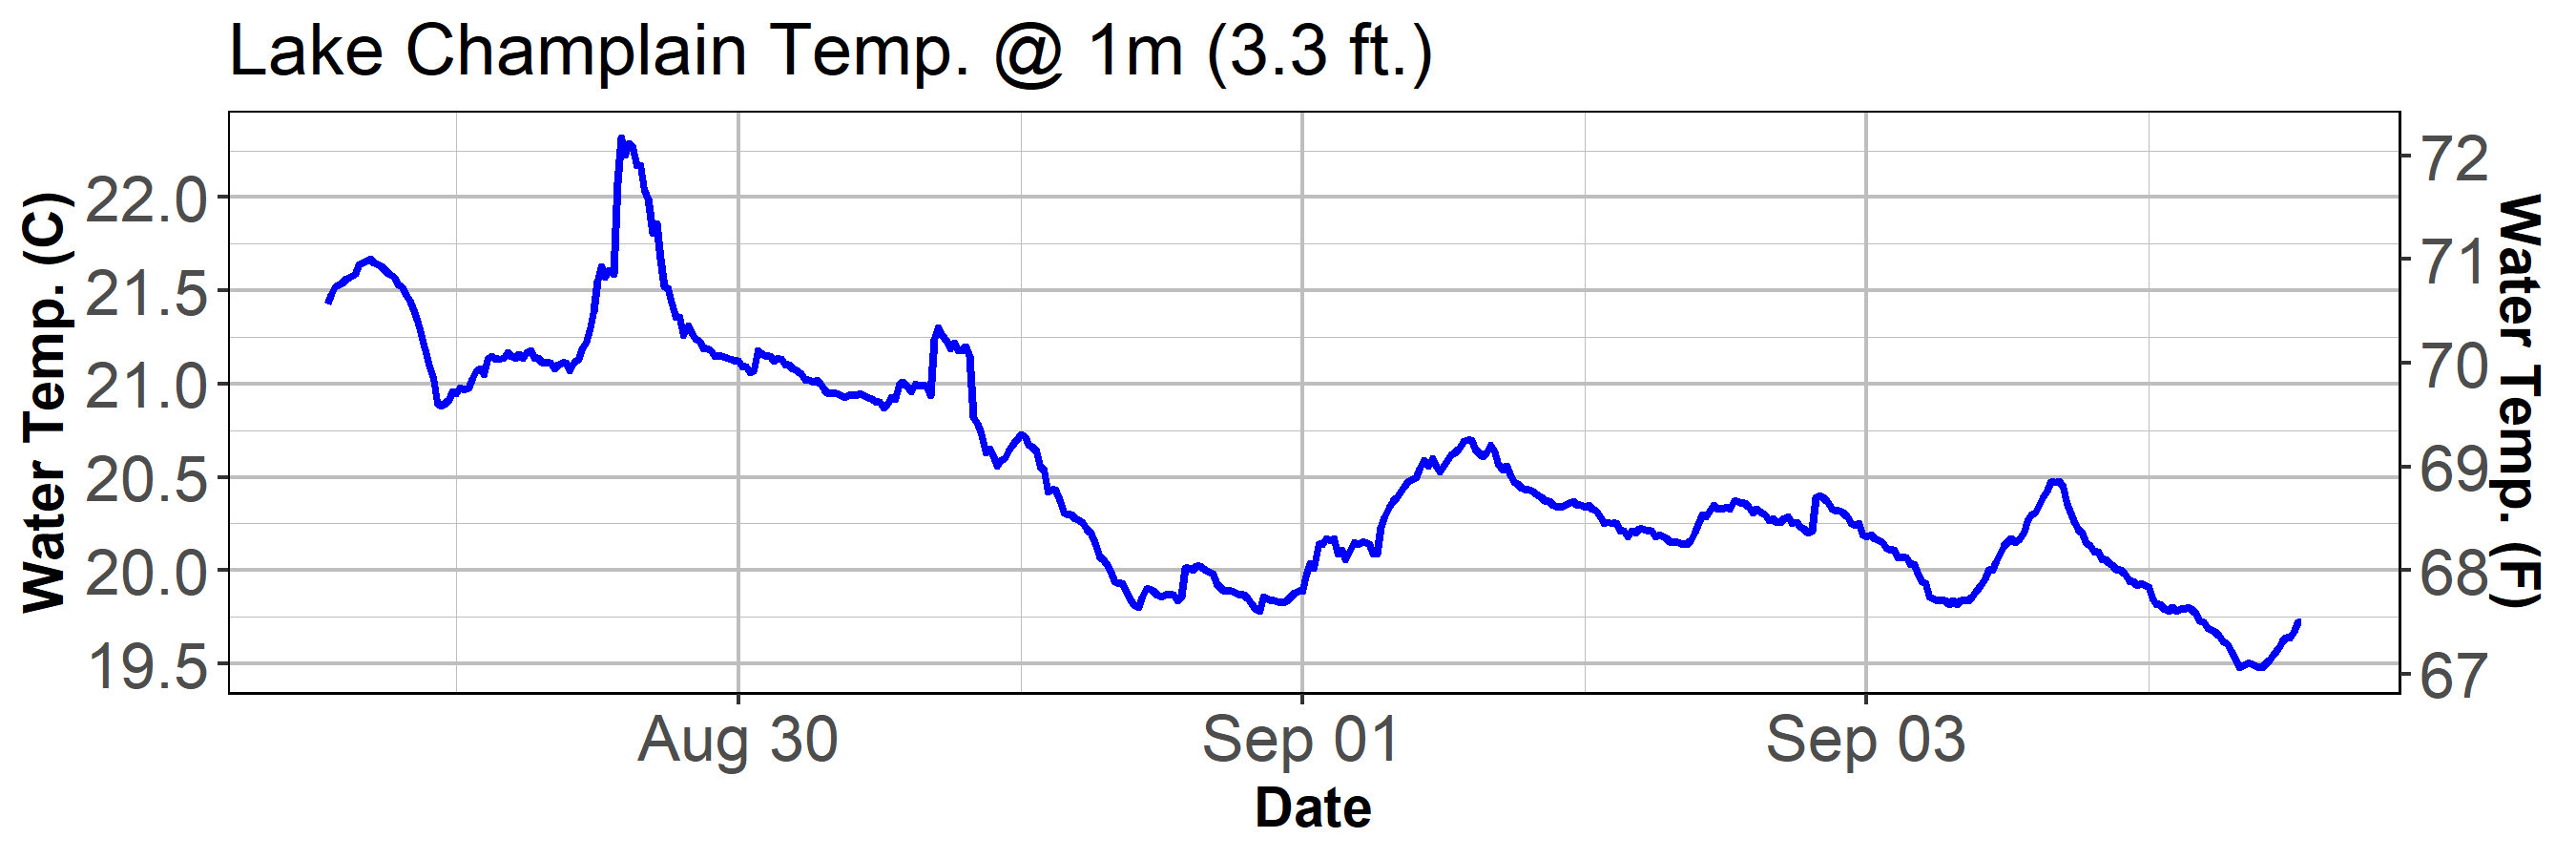 Lake Champlain Temp. @ 1m (3.3 ft.)
Water Temp. (C)
22.0
21.5
21.0
20.5
20.0
19.5
72
71
70
69
68
67
Water Temp. (F)
Aug 30
Sep 01
Sep 03
Date